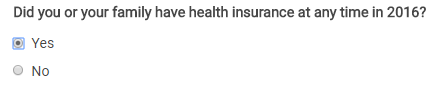 Did you or your family have health insurance at any time in 2016?
Yes
No